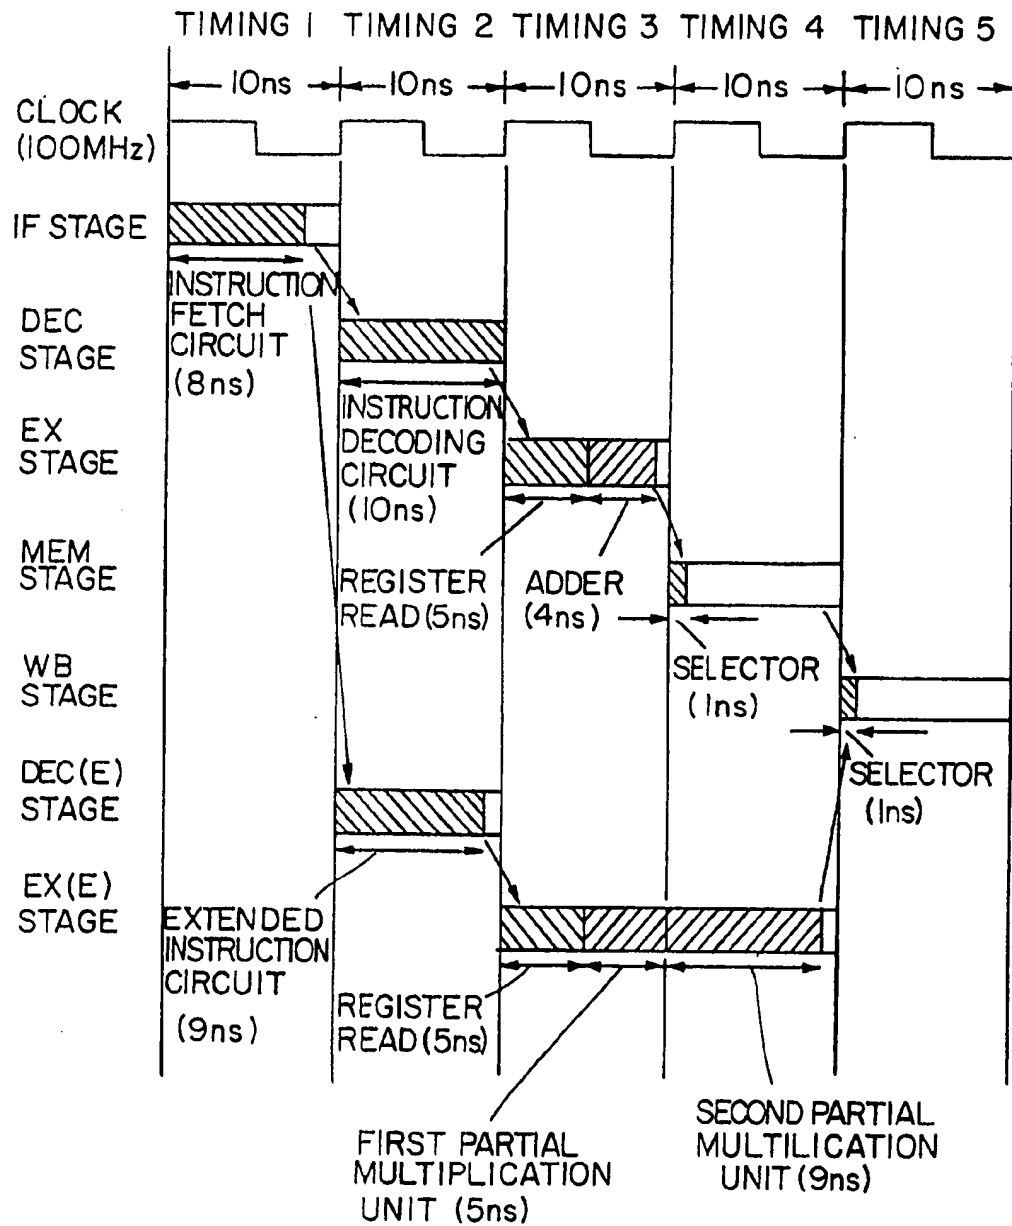 TIMING 1 TIMING 2 TIMING 3 TIMING 4 TIMING 5
10ns 10ns 10ns 10ns 10ns
CLOCK
(100MHz)
IF STAGE
INSTRUCTION
FETCH
CIRCUIT
(8ns)
DEC
STAGE
INSTRUCTION
DECODING
CIRCUIT
(10ns)
EX
STAGE
REGISTER
READ (5ns)
ADDER
(4ns)
MEM
STAGE
SELECTOR
(1ns)
WB
STAGE
SELECTOR
(1ns)
DEC(E)
STAGE
EXTENDED
INSTRUCTION
CIRCUIT
(9ns)
EX(E)
STAGE
REGISTER
READ (5ns)
FIRST PARTIAL
MULTIPLICATION
UNIT (5ns)
SECOND PARTIAL
MULTILICATION
UNIT (9ns)